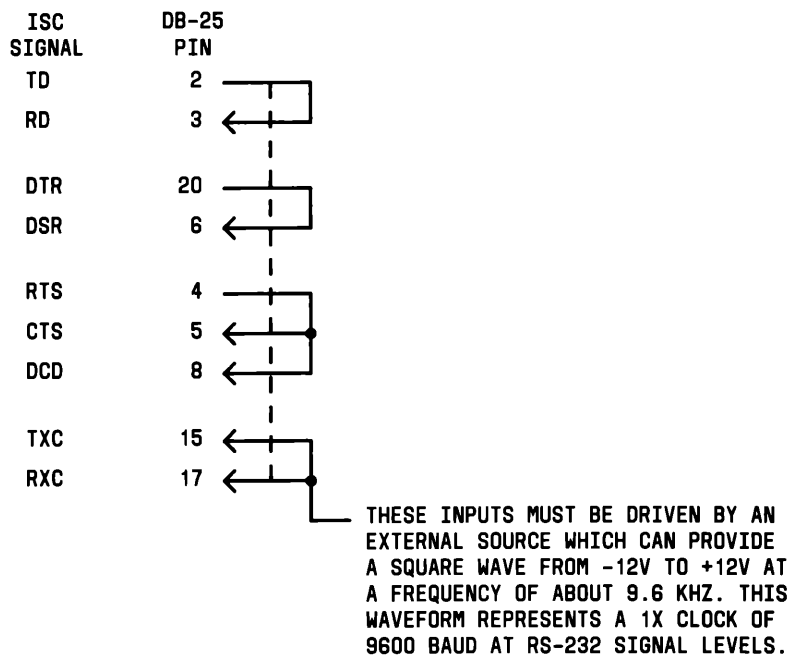 ISC DB-25
SIGNAL PIN
TD 2
RD 3
DTR 20
DSR 6
RTS 4
CTS 5
DCD 8
TXC 15
RXC 17
THESE INPUTS MUST BE DRIVEN BY AN
EXTERNAL SOURCE WHICH CAN PROVIDE
A SQUARE WAVE FROM -12V TO +12V AT
A FREQUENCY OF ABOUT 9.6 KHZ. THIS
WAVEFORM REPRESENTS A 1X CLOCK OF
9600 BAUD AT RS-232 SIGNAL LEVELS.